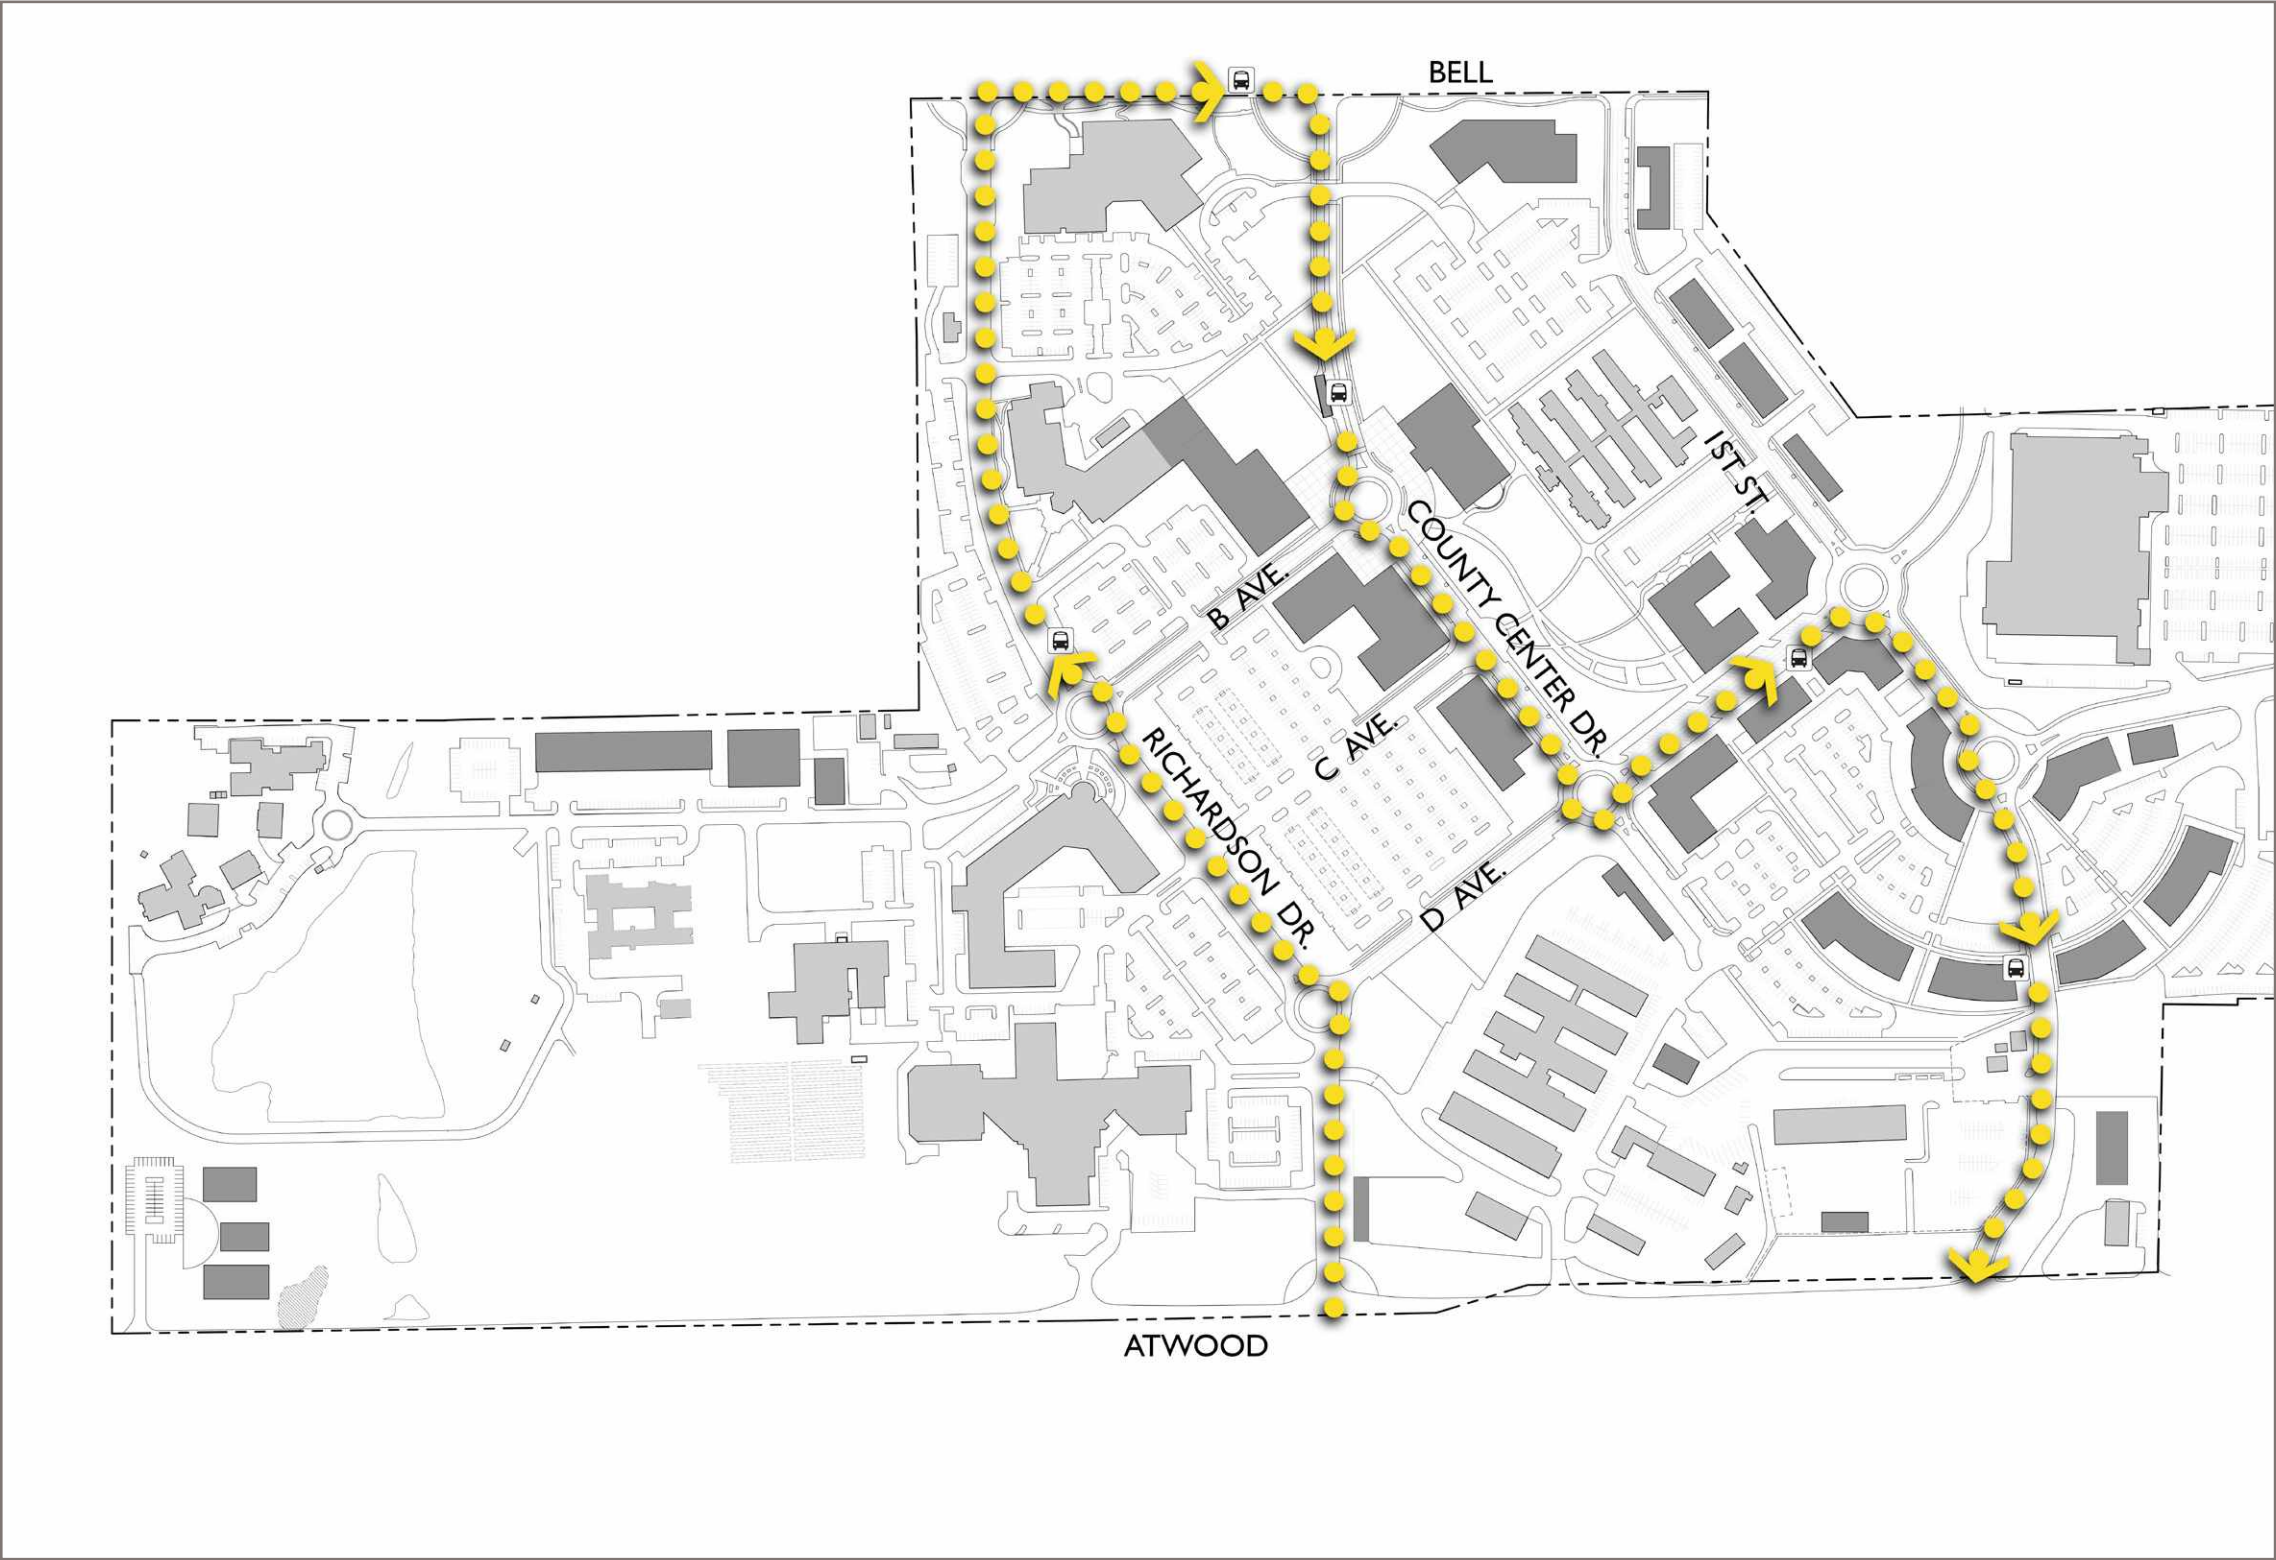 BELL
1ST ST.
COUNTY CENTER DR.
B AVE.
C AVE.
RICHARDSON DR.
D AVE.
ATWOOD